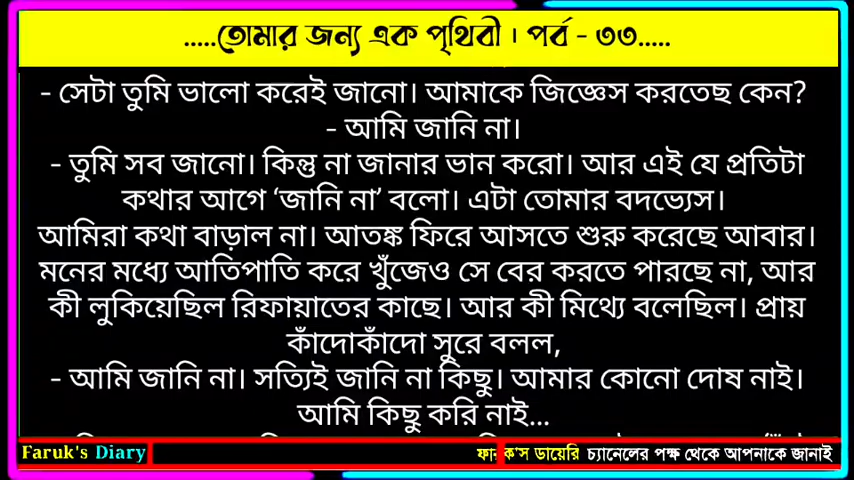 .....তোমার জন্য এক পৃথিবী । পর্ব - ৩৩.....
- সেটা তুমি ভালো করেই জানো। আমাকে জিজ্ঞেস করতেছ কেন?
- আমি জানি না।
- তুমি সব জানো। কিন্তু না জানার ভান করো। আর এই যে প্রতিটা
কথার আগে ‘জানি না’ বলো। এটা তোমার বদভ্যেস।
আমিরা কথা বাড়াল না। আতঙ্ক ফিরে আসতে শুরু করেছে আবার।
মনের মধ্যে আতিপাতি করে খুঁজেও সে বের করতে পারছে না, আর
কী লুকিয়েছিল রিফায়াতের কাছে। আর কী মিথ্যে বলেছিল। প্রায়
কাঁদোকাঁদো সুরে বলল,
- আমি জানি না। সত্যিই জানি না কিছু। আমার কোনো দোষ নাই।
আমি কিছু করি নাই...
Faruk's Diary
ফারুক'স ডায়েরি চ্যানেলের পক্ষ থেকে আপনাকে জানাই